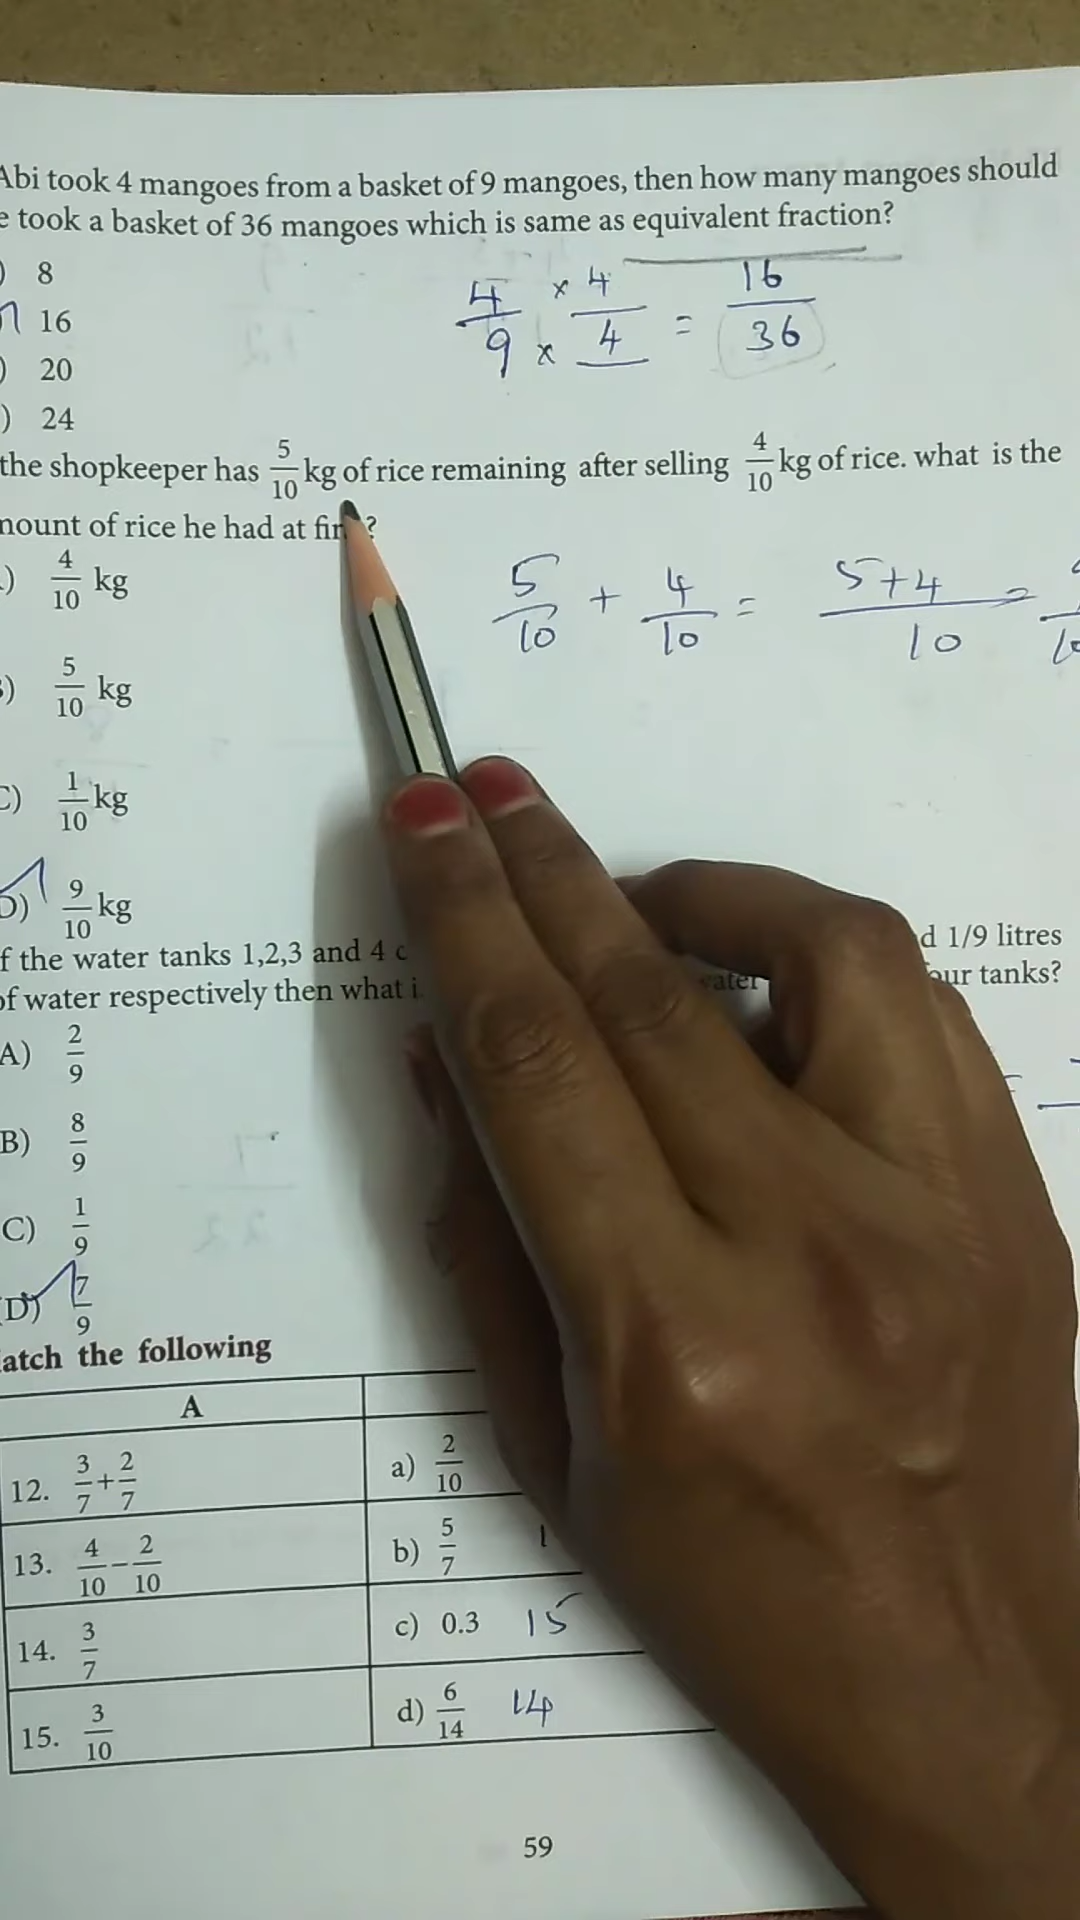 Abi took 4 mangoes from a basket of 9 mangoes, then how many mangoes should
took a basket of 36 mangoes which is same as equivalent fraction?
8
16
20
) 24
4/9 × 4/4 = 16/36
the shopkeeper has 5/10 kg of rice remaining after selling 4/10 kg of rice. what is the
mount of rice he had at ?
) 4/10 kg
5/10 + 4/10 = 5+4/10 =
) 5/10 kg
C) 1/10 kg
D) 9/10 kg
f the water tanks 1,2,3 and 4 d 1/9 litres
of water respectively then what water our tanks?
A) 2/9
B) 8/9
C) 1/9
(D) 7/9
atch the following
A
12. 3/7 + 2/7 a) 2/10
13. 4/10 − 2/10 b) 5/7
14. 3/7 c) 0.3 15
15. 3/10 d) 6/14 14
59